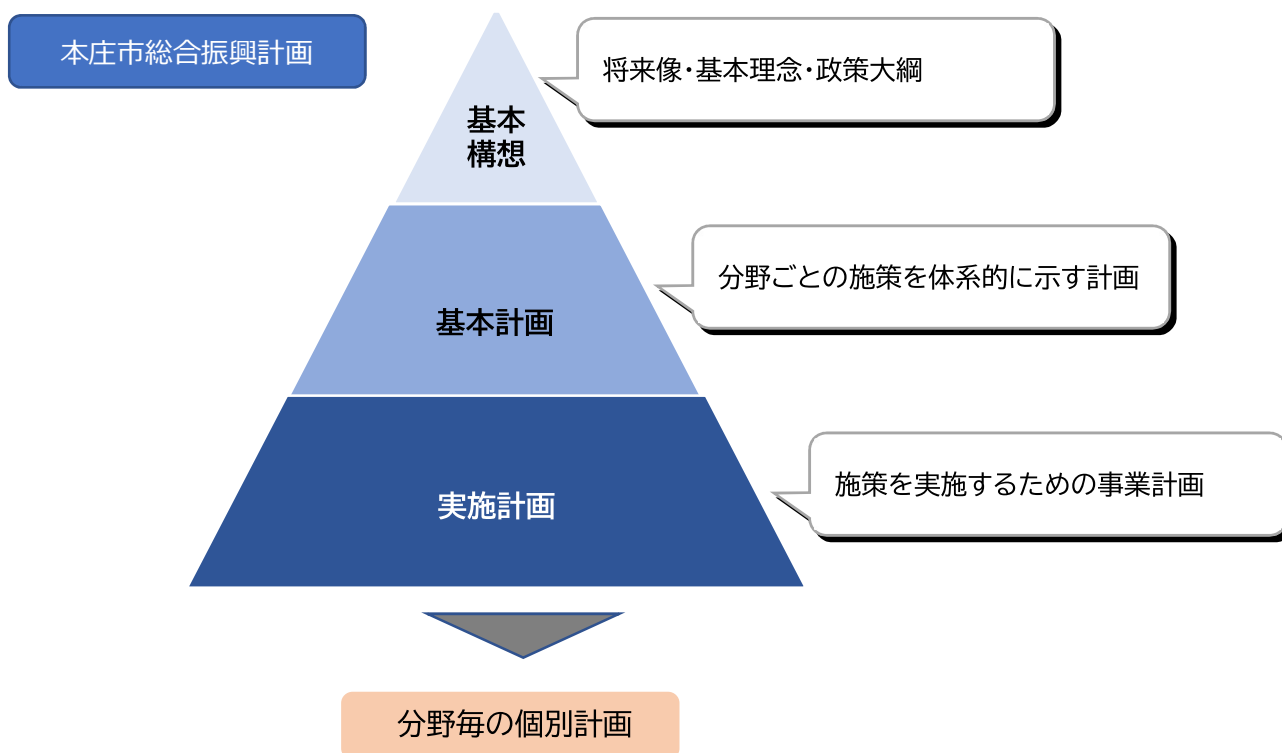 本庄市総合振興計画
将来像・基本理念・政策大綱
基本
構想
分野ごとの施策を体系的に示す計画
基本計画
施策を実施するための事業計画
実施計画
分野毎の個別計画